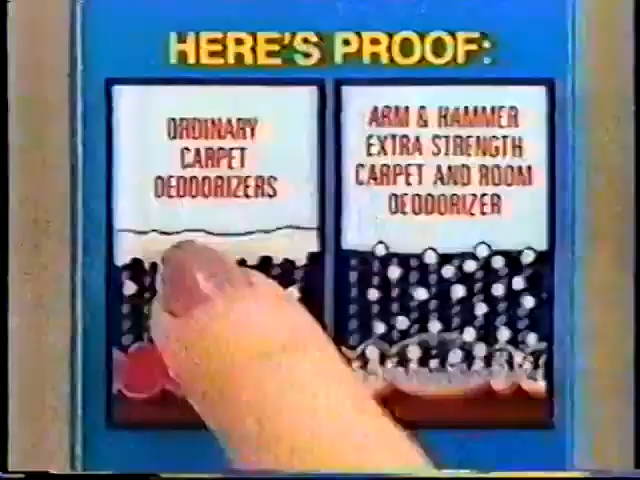 HERE'S PROOF:
ORDINARY
CARPET
DEODORIZERS
ARM & HAMMER
EXTRA STRENGTH
CARPET AND ROOM
DEODORIZER